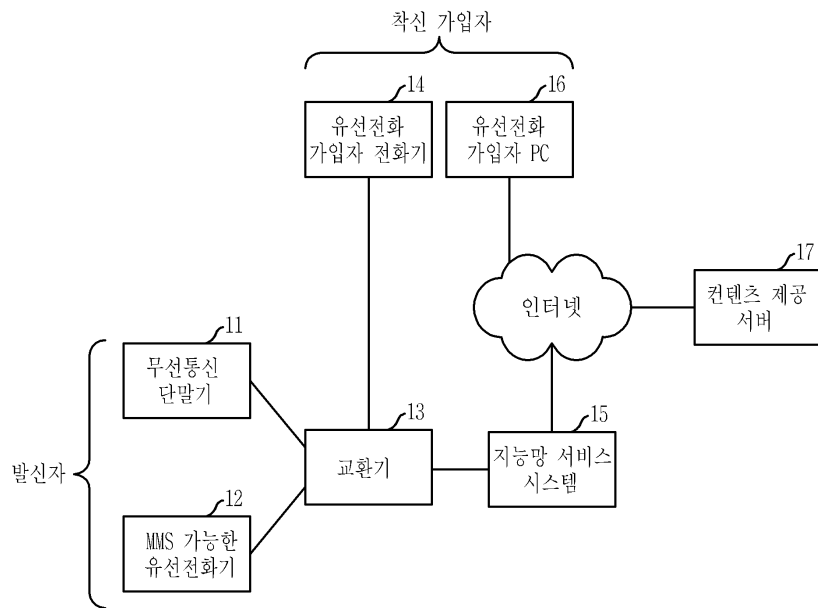 착신 가입자
14
유선전화
가입자 전화기
16
유선전화
가입자 PC
인터넷
17
컨텐츠 제공
서버
발신자
11
무선통신
단말기
12
MMS 가능한
유선전화기
13
교환기
15
지능망 서비스
시스템